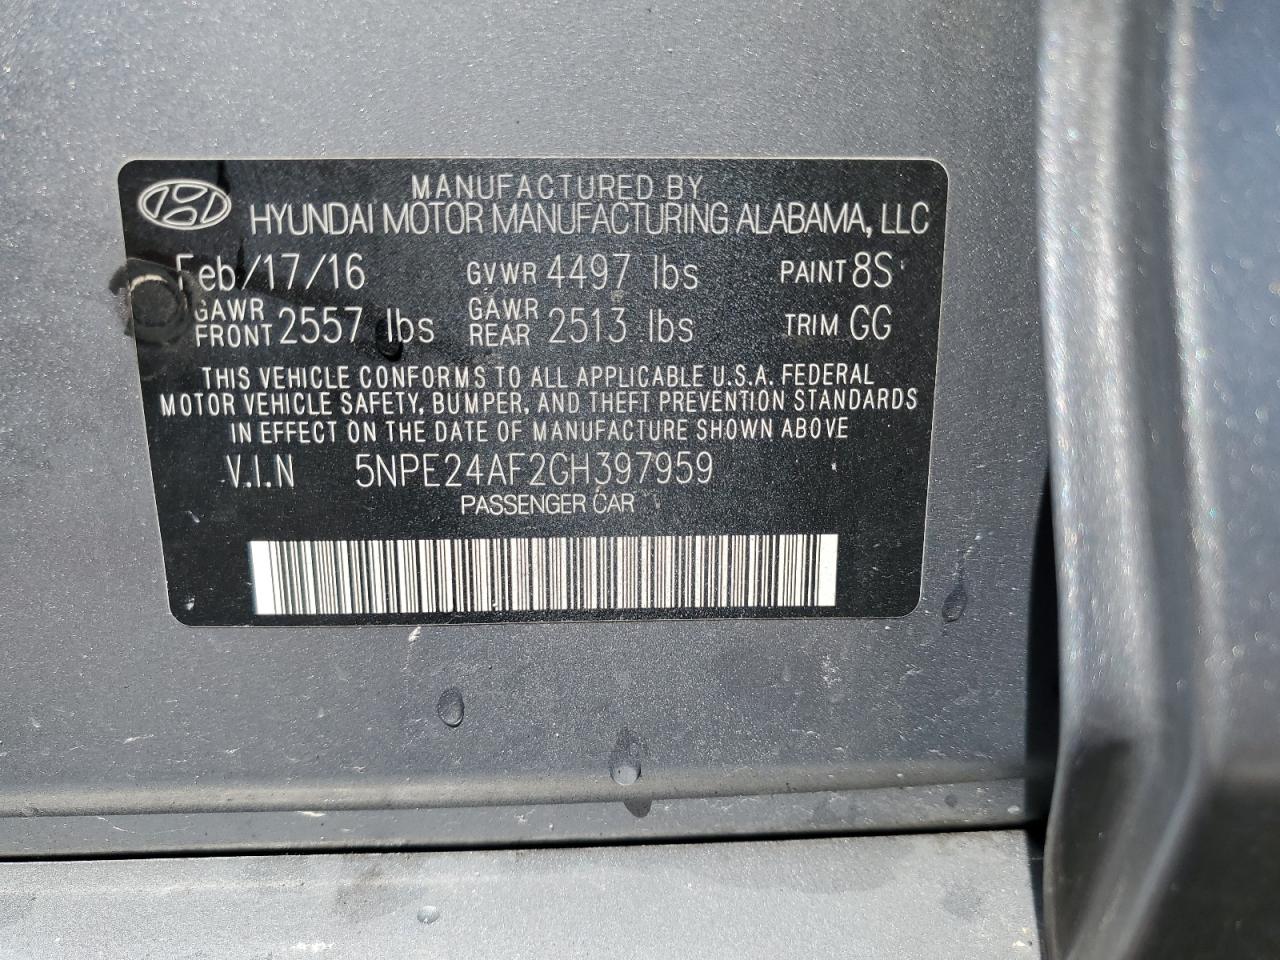 MANUFACTURED BY
HYUNDAI MOTOR MANUFACTURING ALABAMA, LLC
Feb/17/16 GVWR 4497 lbs PAINT 8S
GAWR FRONT 2557 lbs GAWR REAR 2513 lbs TRIM GG
THIS VEHICLE CONFORMS TO ALL APPLICABLE U.S.A. FEDERAL
MOTOR VEHICLE SAFETY, BUMPER, AND THEFT PREVENTION STANDARDS
IN EFFECT ON THE DATE OF MANUFACTURE SHOWN ABOVE
V.I.N 5NPE24AF2GH397959
PASSENGER CAR